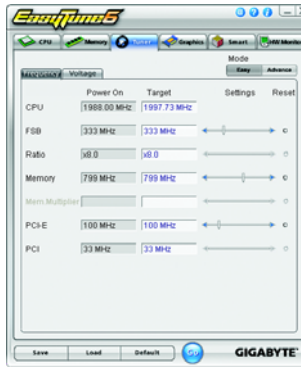 EasyTune6
CPU Memory Tuner Graphics Smart HW Monitor
Mode
Easy Advance
Frequency Voltage
Power On Target Settings Reset
CPU 1988.00 MHz 1997.73 MHz
FSB 333 MHz 333 MHz
Ratio x8.0 x8.0
Memory 799 MHz 799 MHz
Mem Multiplier
PCI-E 100 MHz 100 MHz
PCI 33 MHz 33 MHz
Save Load Default Go GIGABYTE